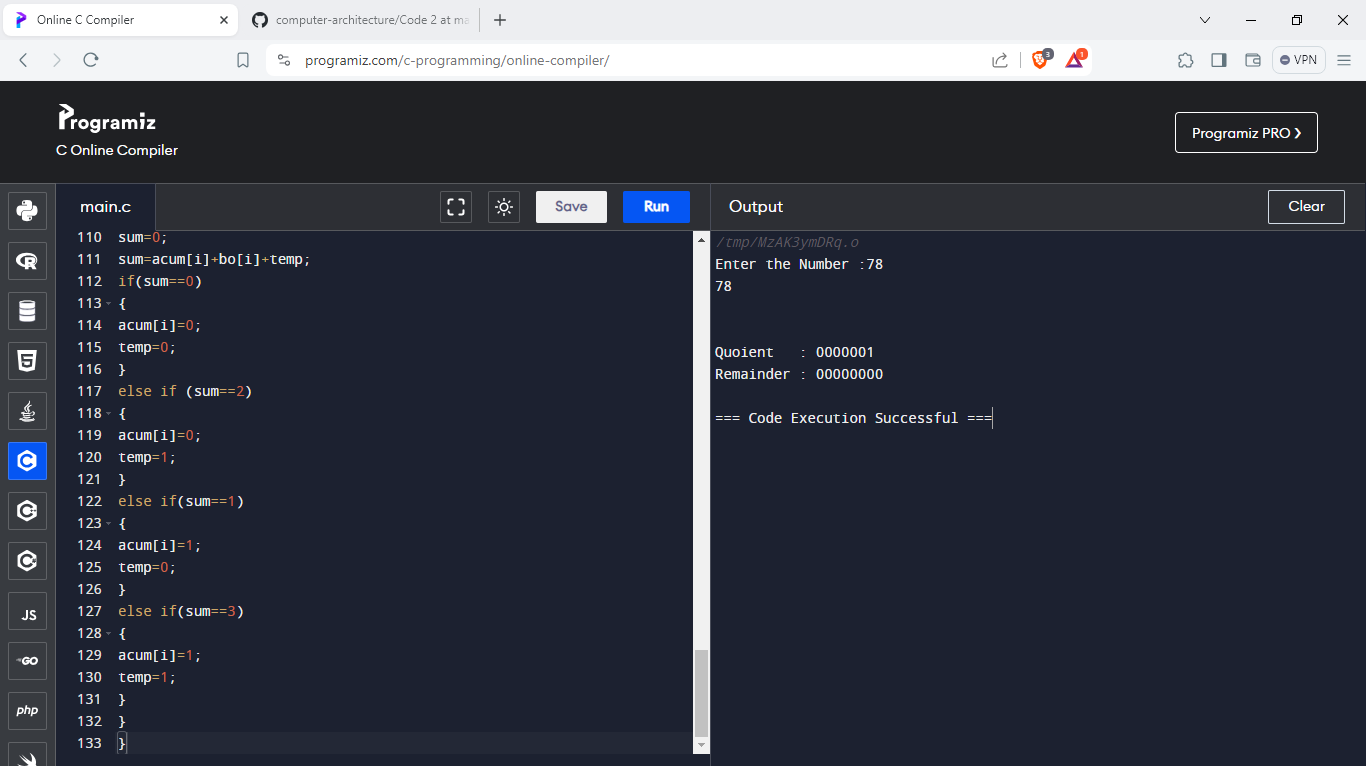 Online C Compiler
computer-architecture/Code 2 at ma
programiz.com/c-programming/online-compiler/
3
1
VPN
Programiz
C Online Compiler
Programiz PRO ❯
main.c
Save
Run
Output
Clear
110 sum=0;
111 sum=acum[i]+bo[i]+temp;
112 if(sum==0)
113 {
114 acum[i]=0;
115 temp=0;
116 }
117 else if (sum==2)
118 {
119 acum[i]=0;
120 temp=1;
121 }
122 else if(sum==1)
123 {
124 acum[i]=1;
125 temp=0;
126 }
127 else if(sum==3)
128 {
129 acum[i]=1;
130 temp=1;
131 }
132 }
133 }
/tmp/MzAK3ymDRq.o
Enter the Number :78
78
Quoient   : 0000001
Remainder : 00000000
=== Code Execution Successful ===
R
5
C
C
C
JS
GO
php